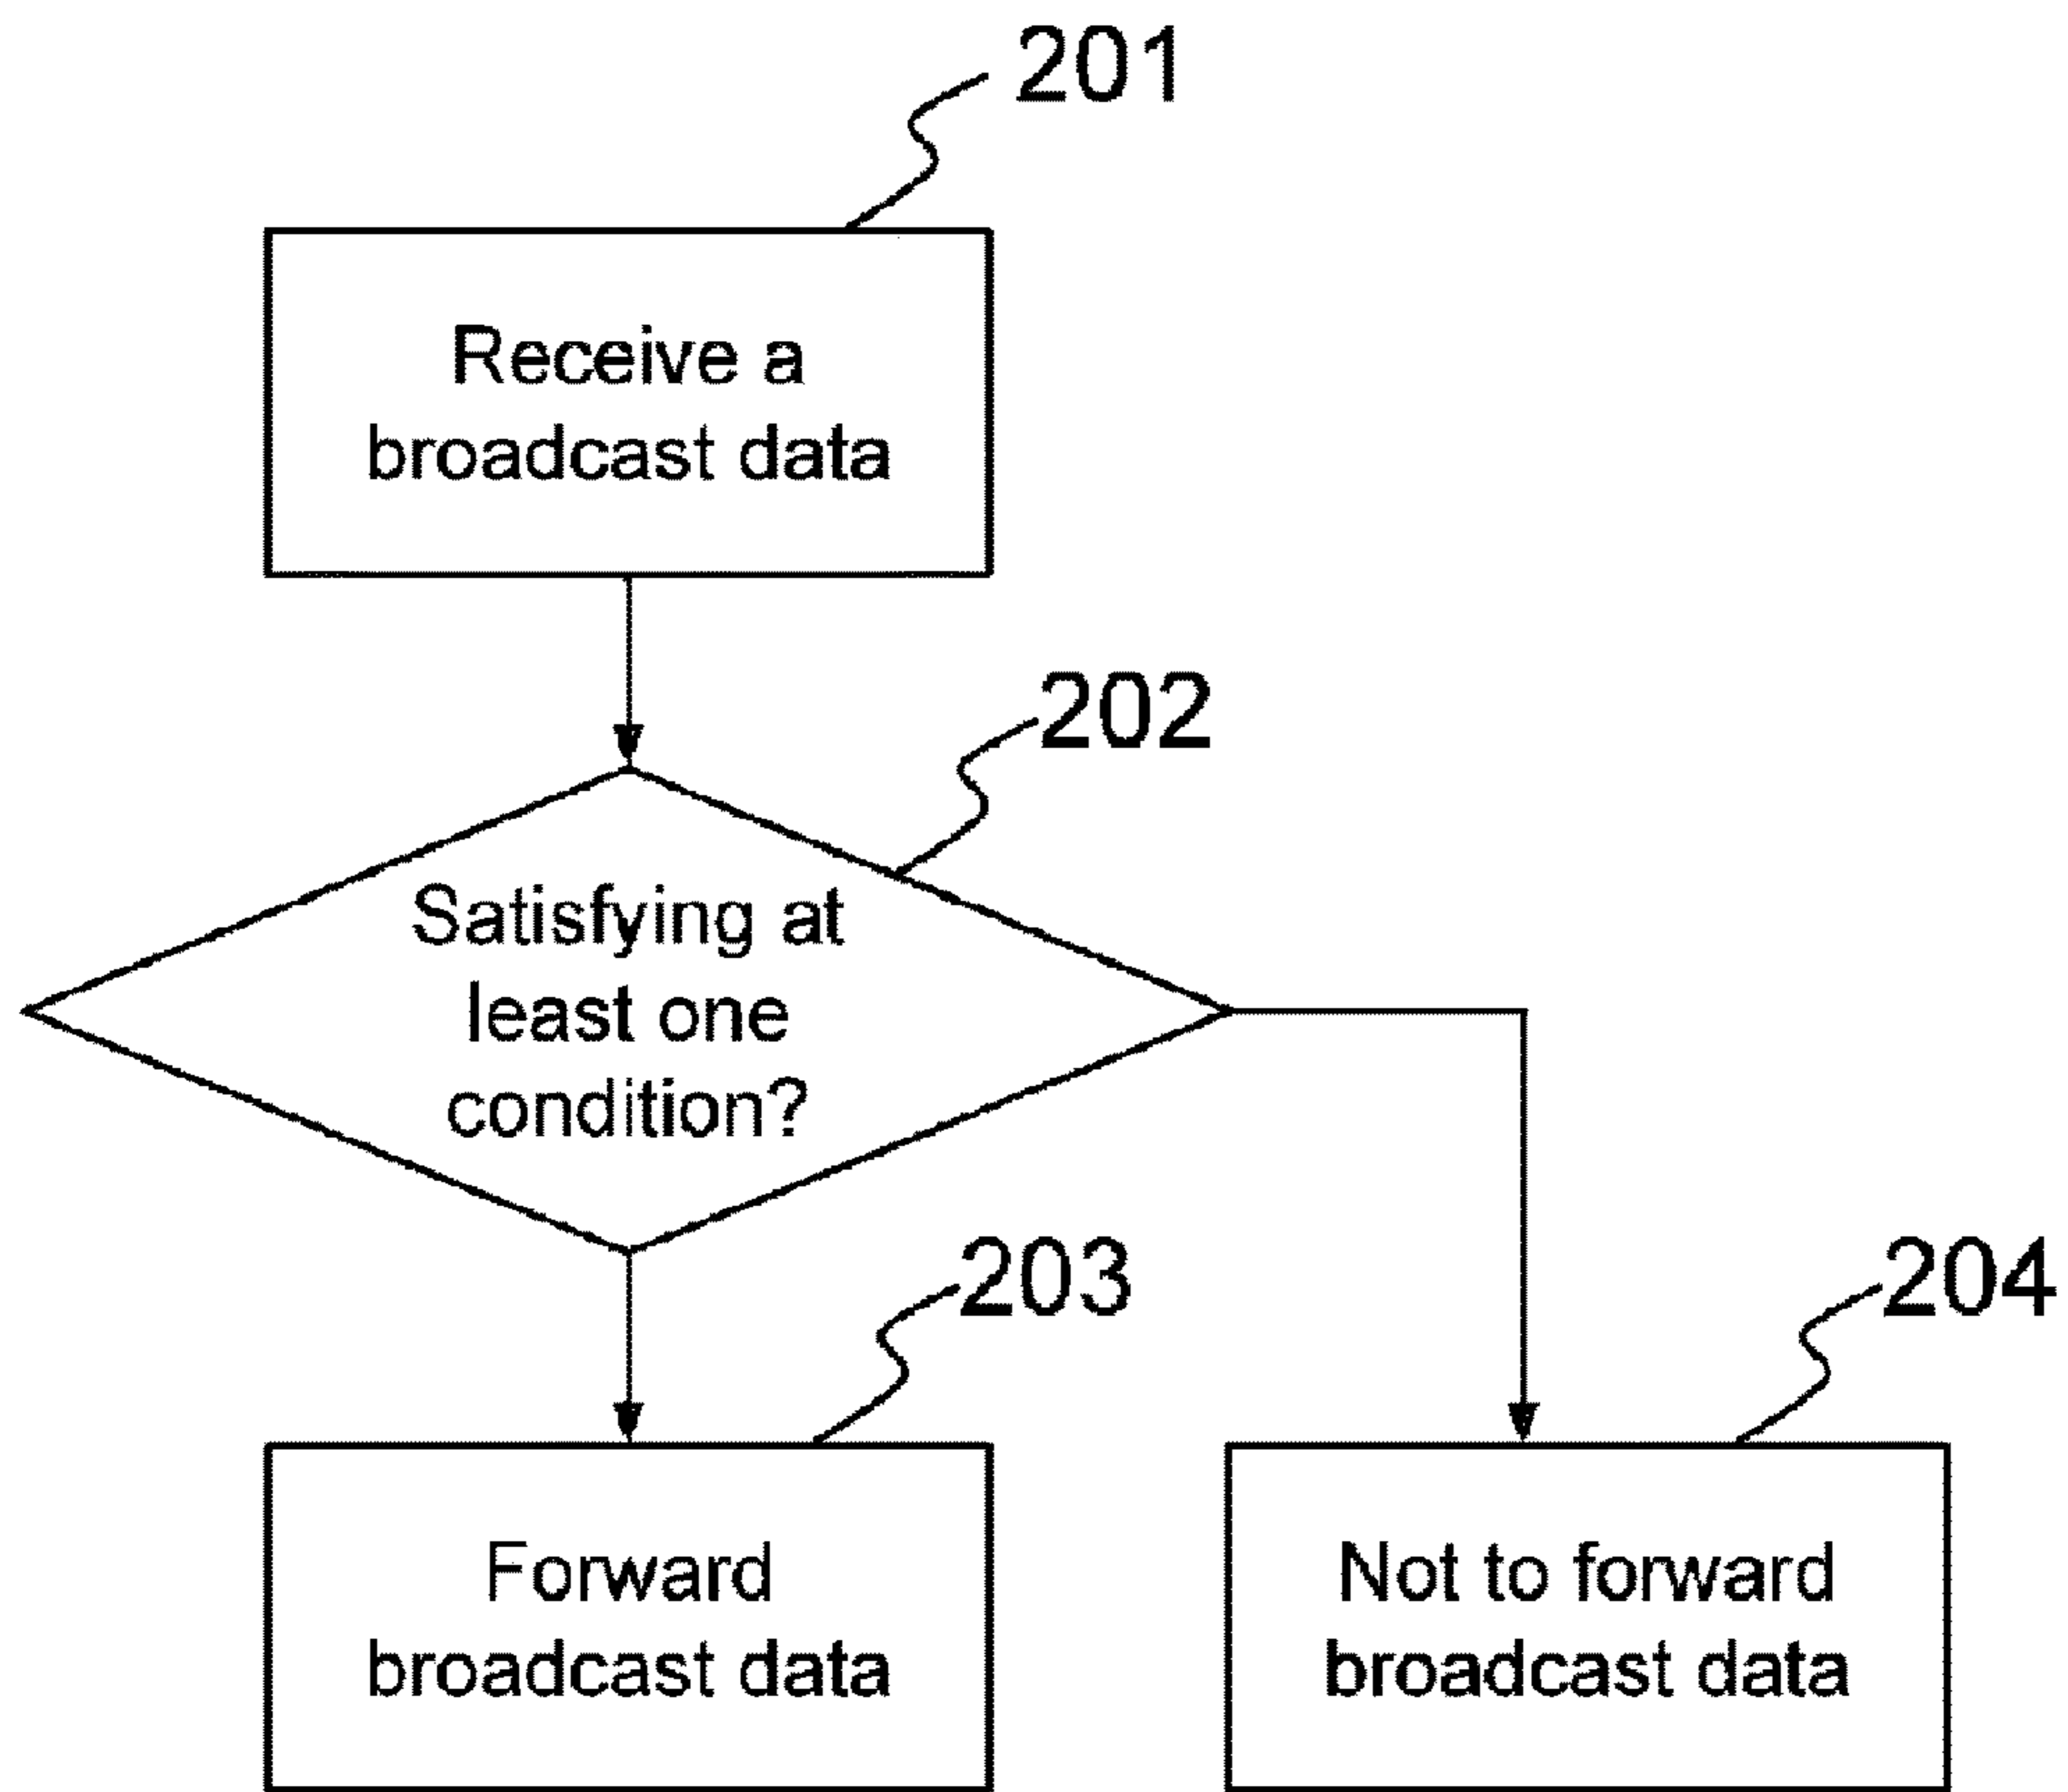 201
Receive a
broadcast data
202
Satisfying at
least one
condition?
203
204
Forward
broadcast data
Not to forward
broadcast data